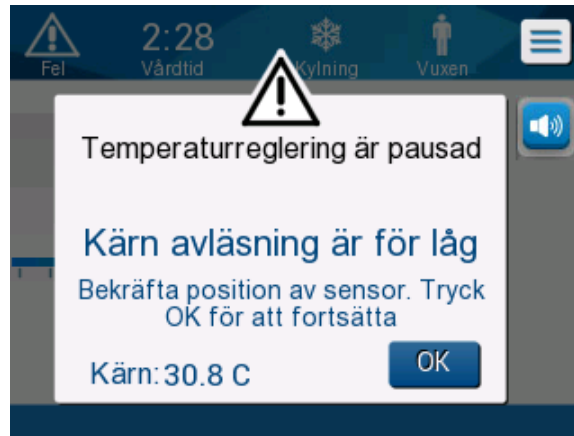 2:28
Fel
Vårdtid
Kylning
Vuxen
Temperaturreglering är pausad
Kärn avläsning är för låg
Bekräfta position av sensor. Tryck
OK för att fortsätta
Kärn: 30.8 C
OK